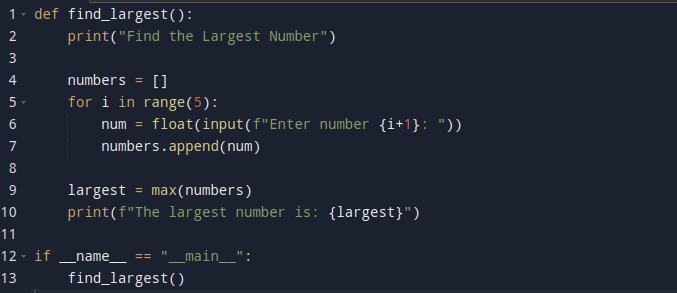 1 def find_largest():
2     print("Find the Largest Number")
3
4     numbers = []
5     for i in range(5):
6         num = float(input(f"Enter number {i+1}: "))
7         numbers.append(num)
8
9     largest = max(numbers)
10     print(f"The largest number is: {largest}")
11
12 if __name__ == "__main__":
13     find_largest()